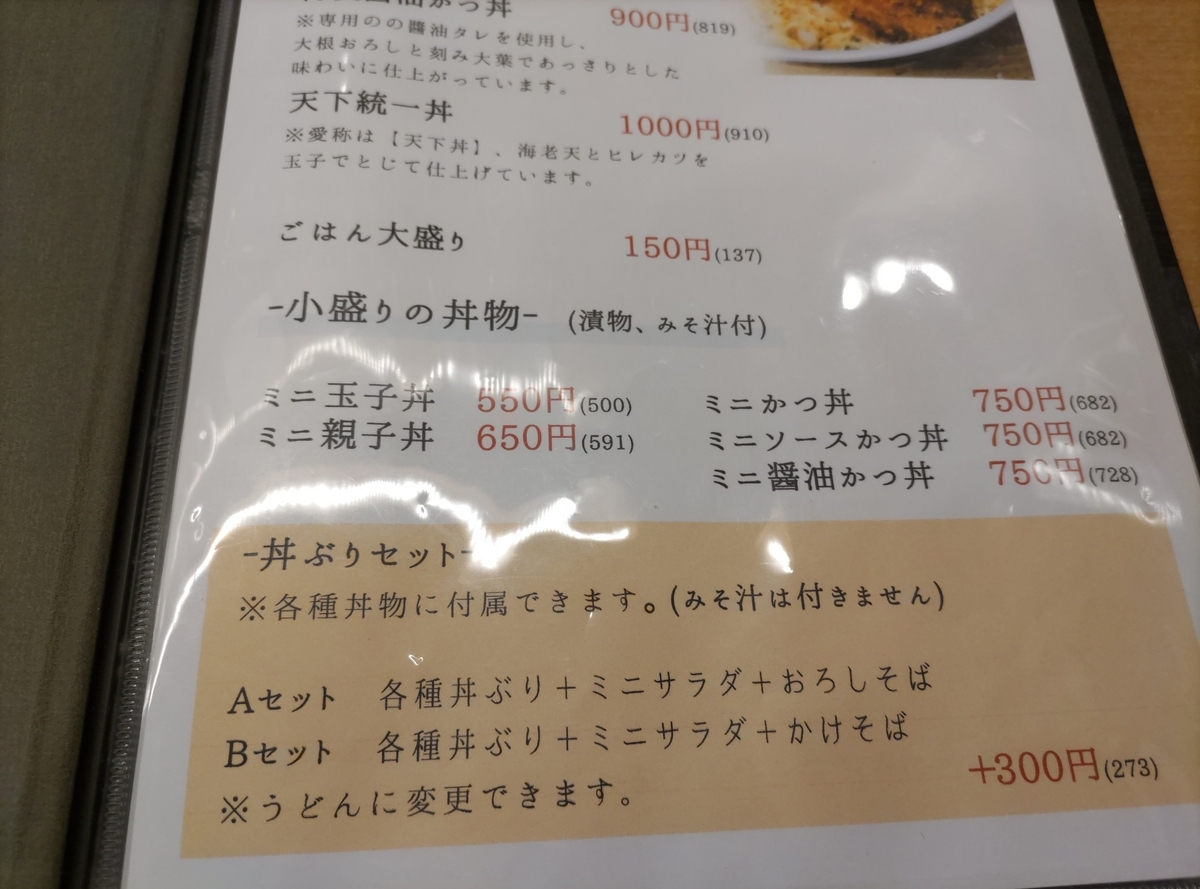 油かつ丼 900円(819)
※専用のの醤油タレを使用し、
大根おろしと刻み大葉であっさりとした
味わいに仕上がっています。
天下統一丼 1000円(910)
※愛称は【天下丼】、海老天とヒレカツを
玉子でとじて仕上げています。
ごはん大盛り 150円(137)
-小盛りの丼物- (漬物、みそ汁付)
ミニ玉子丼 550円(500) ミニかつ丼 750円(682)
ミニ親子丼 650円(591) ミニソースかつ丼 750円(682)
ミニ醤油かつ丼 750円(728)
-丼ぶりセット-
※各種丼物に付属できます。(みそ汁は付きません)
Aセット 各種丼ぶり+ミニサラダ+おろしそば
Bセット 各種丼ぶり+ミニサラダ+かけそば
+300円(273)
※うどんに変更できます。